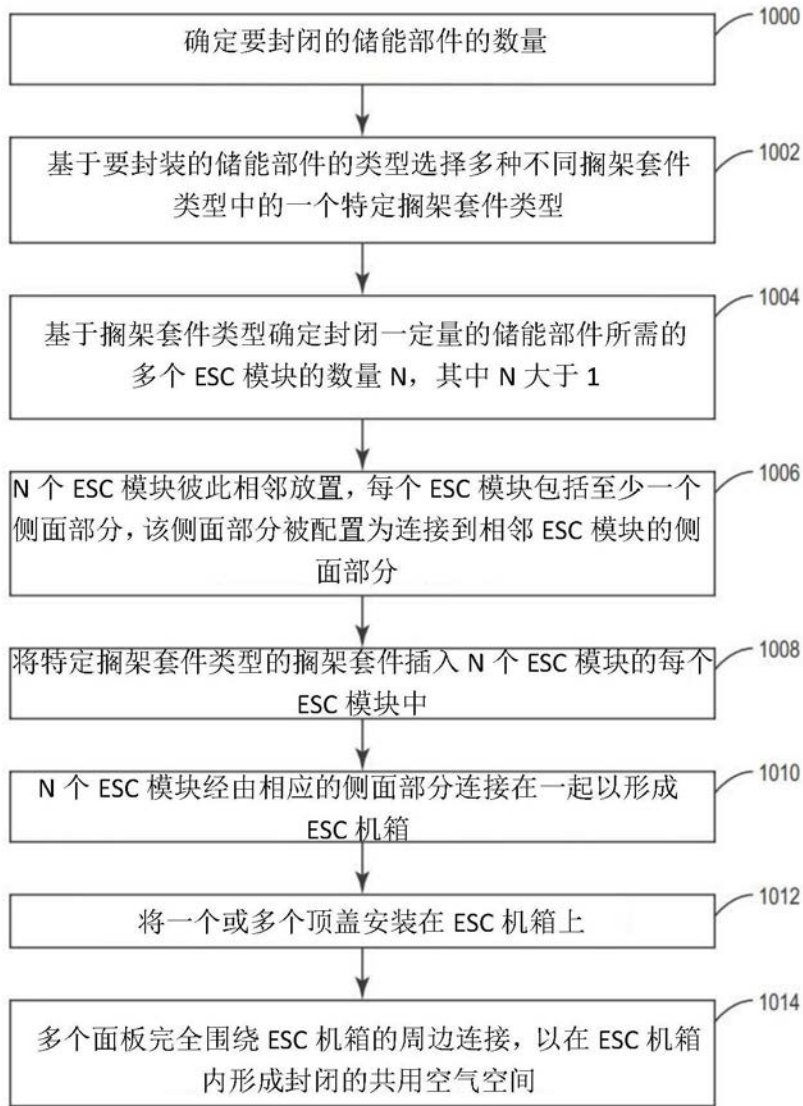 1000
确定要封闭的储能部件的数量
1002
基于要封装的储能部件的类型选择多种不同搁架套件
类型中的一个特定搁架套件类型
1004
基于搁架套件类型确定封闭一定量的储能部件所需的
多个 ESC 模块的数量 N，其中 N 大于 1
1006
N 个 ESC 模块彼此相邻放置，每个 ESC 模块包括至少一个
侧面部分，该侧面部分被配置为连接到相邻 ESC 模块的侧
面部分
1008
将特定搁架套件类型的搁架套件插入 N 个 ESC 模块的每个
ESC 模块中
1010
N 个 ESC 模块经由相应的侧面部分连接在一起以形成
ESC 机箱
1012
将一个或多个顶盖安装在 ESC 机箱上
1014
多个面板完全围绕 ESC 机箱的周边连接，以在 ESC 机箱
内形成封闭的共用空气空间